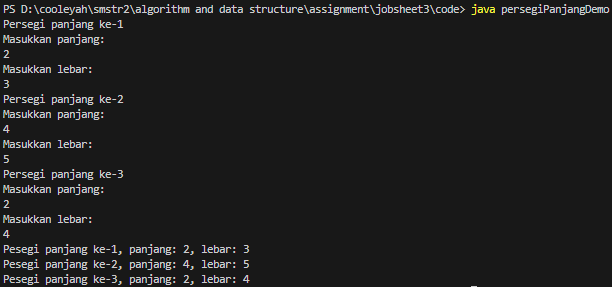 PS D:\cooleyah\smstr2\algorithm and data structure\assignment\jobsheet3\code> java persegiPanjangDemo
Persegi panjang ke-1
Masukkan panjang:
2
Masukkan lebar:
3
Persegi panjang ke-2
Masukkan panjang:
4
Masukkan lebar:
5
Persegi panjang ke-3
Masukkan panjang:
2
Masukkan lebar:
4
Pesegi panjang ke-1, panjang: 2, lebar: 3
Pesegi panjang ke-2, panjang: 4, lebar: 5
Pesegi panjang ke-3, panjang: 2, lebar: 4